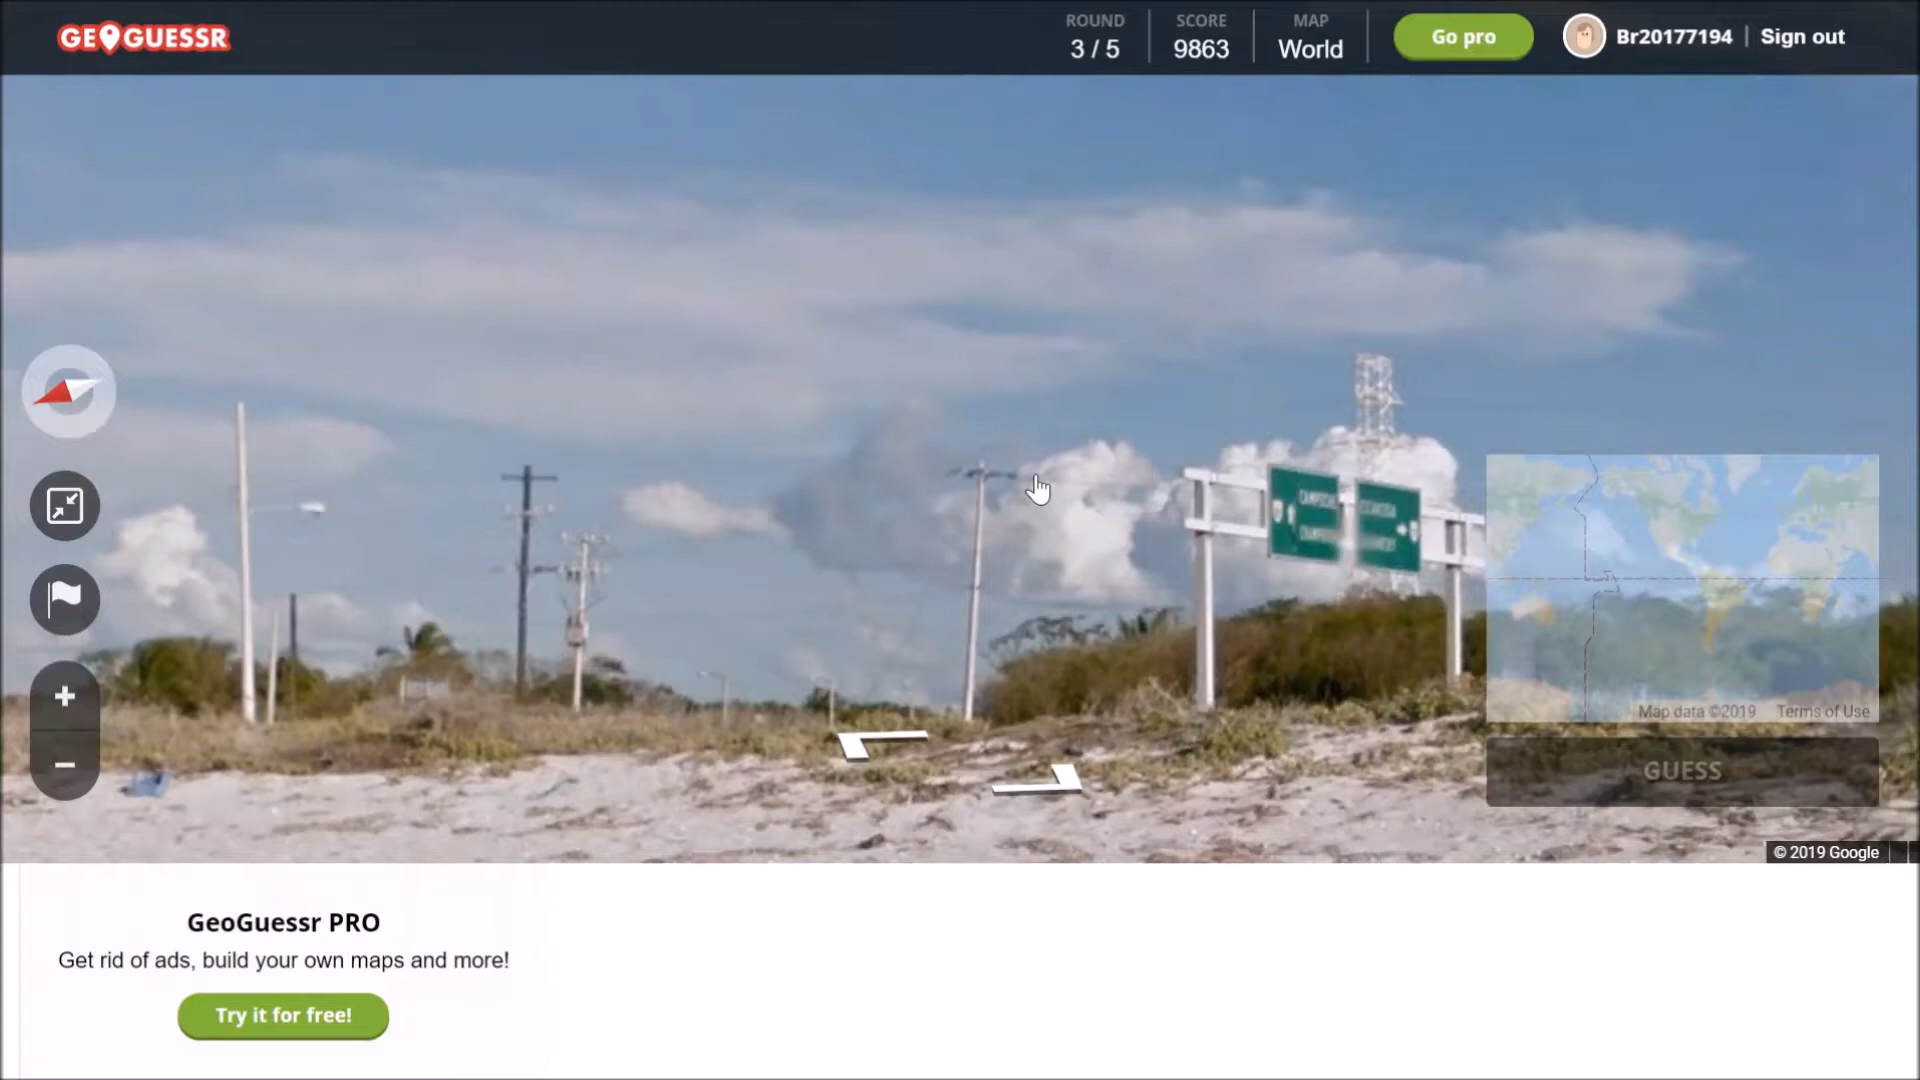 GEOGUESSR
ROUND
3 / 5
SCORE
9863
MAP
World
Go pro
Br20177194
Sign out
CAMPECHE
ESCARCEGA
Map data ©2019
Terms of Use
GUESS
© 2019 Google
GeoGuessr PRO
Get rid of ads, build your own maps and more!
Try it for free!